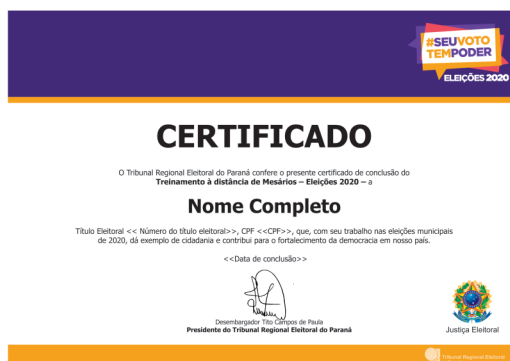 #SEUVOTO
TEMPODER
ELEIÇÕES 2020
CERTIFICADO
O Tribunal Regional Eleitoral do Paraná confere o presente certificado de conclusão do
Treinamento à distância de Mesários – Eleições 2020 – a
Nome Completo
Título Eleitoral << Número do título eleitoral>>, CPF <<CPF>>, que, com seu trabalho nas eleições municipais
de 2020, dá exemplo de cidadania e contribui para o fortalecimento da democracia em nosso país.
<<Data de conclusão>>
Desembargador Tito Campos de Paula
Presidente do Tribunal Regional Eleitoral do Paraná
Justiça Eleitoral
Tribunal Regional Eleitoral